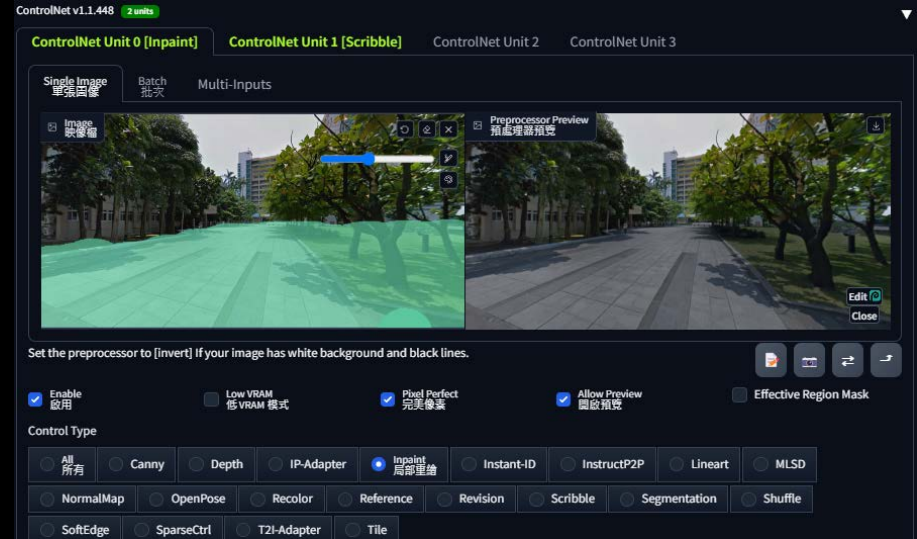 ControlNet v1.1.448 2 units
ControlNet Unit 0 [Inpaint] ControlNet Unit 1 [Scribble] ControlNet Unit 2 ControlNet Unit 3
Single Image Batch Multi-Inputs
單張圖像 批次
Image Preprocessor Preview
映像檔 預處理器預覽
Edit
Close
Set the preprocessor to [invert] If your image has white background and black lines.
Enable Low VRAM Pixel Perfect Allow Preview Effective Region Mask
啟用 低 VRAM 模式 完美像素 開啟預覽
Control Type
All Canny Depth IP-Adapter Inpaint Instant-ID InstructP2P Lineart MLSD
所有 局部重繪
NormalMap OpenPose Recolor Reference Revision Scribble Segmentation Shuffle
SoftEdge SparseCtrl T2I-Adapter Tile